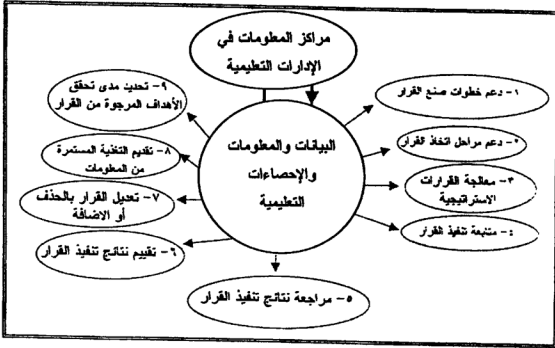 مراكز المعلومات في
الإدارات التعليمية
البيانات والمعلومات
والإحصاءات
التعليمية
١- دعم خطوات صنع القرار
٢- دعم مراحل اتخاذ القرار
٣- معالجة القرارات
الاستراتيجية
٤- متابعة تنفيذ القرار
٥- مراجعة نتائج تنفيذ القرار
٦- تقييم نتائج تنفيذ القرار
٧- تعديل القرار بالحذف
أو الاضافة
٨- تقديم التغذية المستمرة
من المعلومات
٩- تحديد مدى تحقق
الأهداف المرجوة من القرار